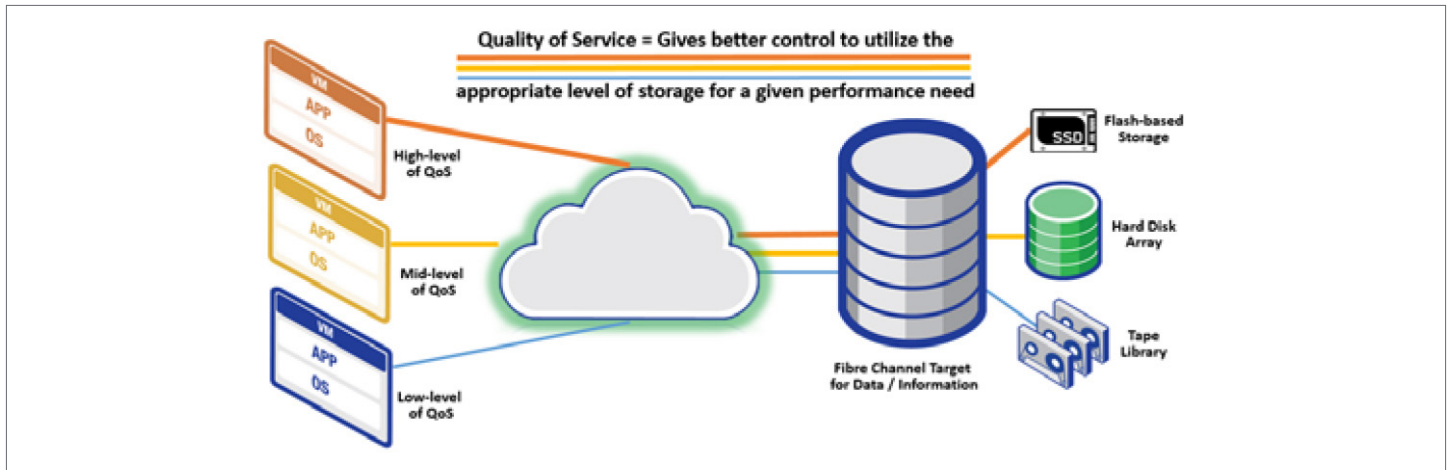 Quality of Service = Gives better control to utilize the
appropriate level of storage for a given performance need
VM
APP
OS
High-level
of QoS
VM
APP
OS
Mid-level
of QoS
VM
APP
OS
Low-level
of QoS
Fibre Channel Target
for Data / Information
SSD
Flash-based
Storage
Hard Disk
Array
Tape
Library